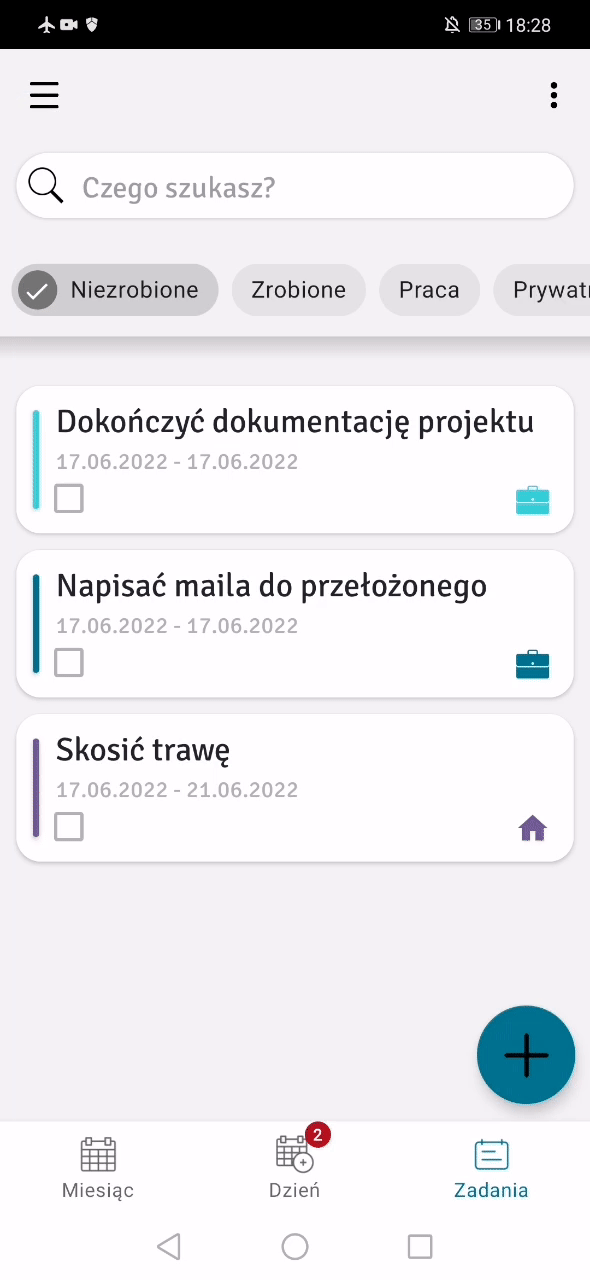 35 18:28
Czego szukasz?
Niezrobione Zrobione Praca Prywat
Dokończyć dokumentację projektu
17.06.2022 - 17.06.2022
Napisać maila do przełożonego
17.06.2022 - 17.06.2022
Skosić trawę
17.06.2022 - 21.06.2022
2
Miesiąc Dzień Zadania